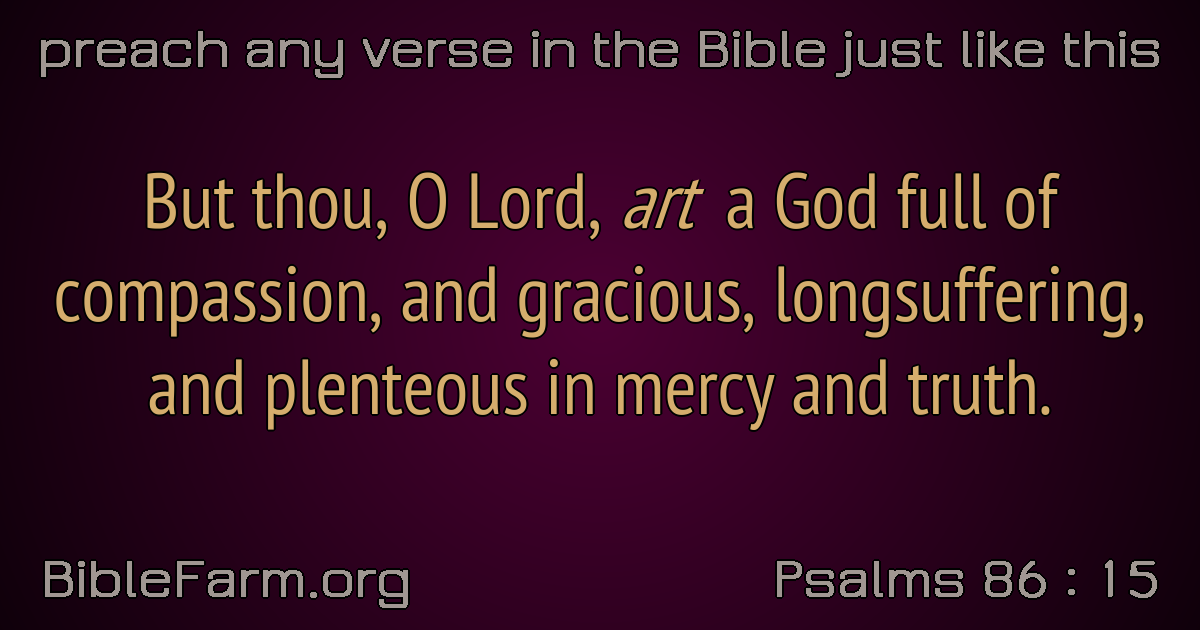 preach any verse in the Bible just like this
But thou, O Lord, art a God full of
compassion, and gracious, longsuffering,
and plenteous in mercy and truth.
BibleFarm.org
Psalms 86 : 15